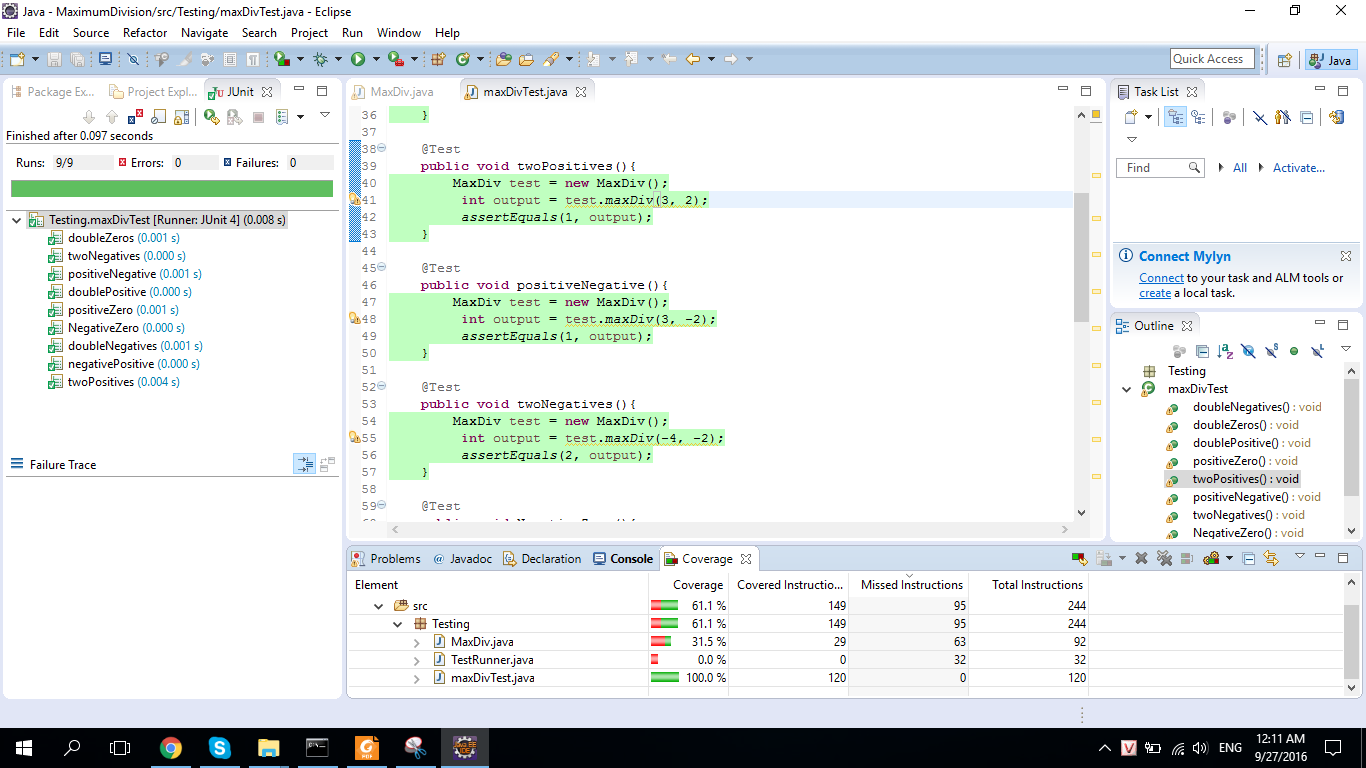 Java - MaximumDivision/src/Testing/maxDivTest.java - Eclipse
File Edit Source Refactor Navigate Search Project Run Window Help
Quick Access
Java
Package Ex...
Project Expl...
JUnit
Finished after 0.097 seconds
Runs: 9/9 Errors: 0 Failures: 0
Testing.maxDivTest [Runner: JUnit 4] (0.008 s)
doubleZeros (0.001 s)
twoNegatives (0.000 s)
positiveNegative (0.001 s)
doublePositive (0.000 s)
positiveZero (0.001 s)
NegativeZero (0.000 s)
doubleNegatives (0.001 s)
negativePositive (0.000 s)
twoPositives (0.004 s)
Failure Trace
MaxDiv.java
maxDivTest.java
36 }
37
38 @Test
39 public void twoPositives(){
40 MaxDiv test = new MaxDiv();
41 int output = test.maxDiv(3, 2);
42 assertEquals(1, output);
43 }
44
45 @Test
46 public void positiveNegative(){
47 MaxDiv test = new MaxDiv();
48 int output = test.maxDiv(3, -2);
49 assertEquals(1, output);
50 }
51
52 @Test
53 public void twoNegatives(){
54 MaxDiv test = new MaxDiv();
55 int output = test.maxDiv(-4, -2);
56 assertEquals(2, output);
57 }
58
59 @Test
Task List
Find
All
Activate...
Connect Mylyn
Connect to your task and ALM tools or
create a local task.
Outline
Testing
maxDivTest
doubleNegatives() : void
doubleZeros() : void
doublePositive() : void
positiveZero() : void
twoPositives() : void
positiveNegative() : void
twoNegatives() : void
NegativeZero() : void
Problems @ Javadoc Declaration Console Coverage
Element Coverage Covered Instructio... Missed Instructions Total Instructions
src 61.1 % 149 95 244
Testing 61.1 % 149 95 244
MaxDiv.java 31.5 % 29 63 92
TestRunner.java 0.0 % 0 32 32
maxDivTest.java 100.0 % 120 0 120
ENG
12:11 AM
9/27/2016